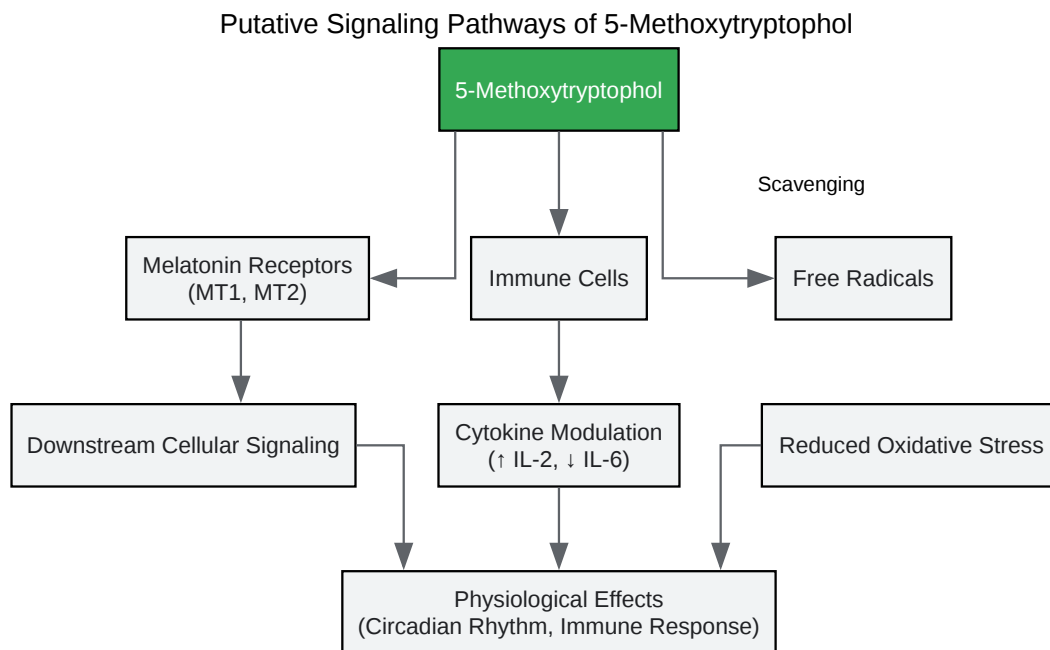 Putative Signaling Pathways of 5-Methoxytryptophol
5-Methoxytryptophol
Scavenging
Melatonin Receptors
(MT1, MT2)
Immune Cells
Free Radicals
Downstream Cellular Signaling
Cytokine Modulation
(↑ IL-2, ↓ IL-6)
Reduced Oxidative Stress
Physiological Effects
(Circadian Rhythm, Immune Response)